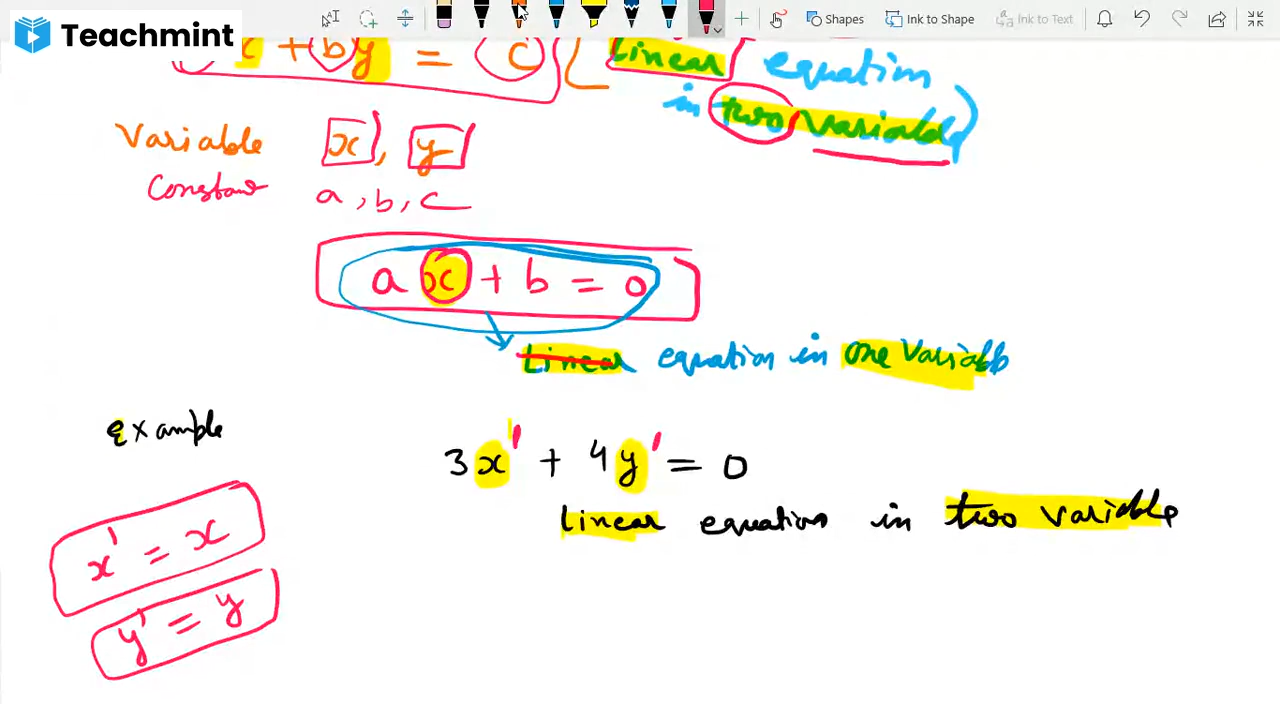 Teachmint
Shapes Ink to Shape Ink to Text
x + by = c ( Linear equation
in two variable)
Variable x, y
Constant a, b, c
ax + b = 0
Linear equation in one variable
example
3x¹ + 4y¹ = 0
linear equation in two variable
x¹ = x
y¹ = y